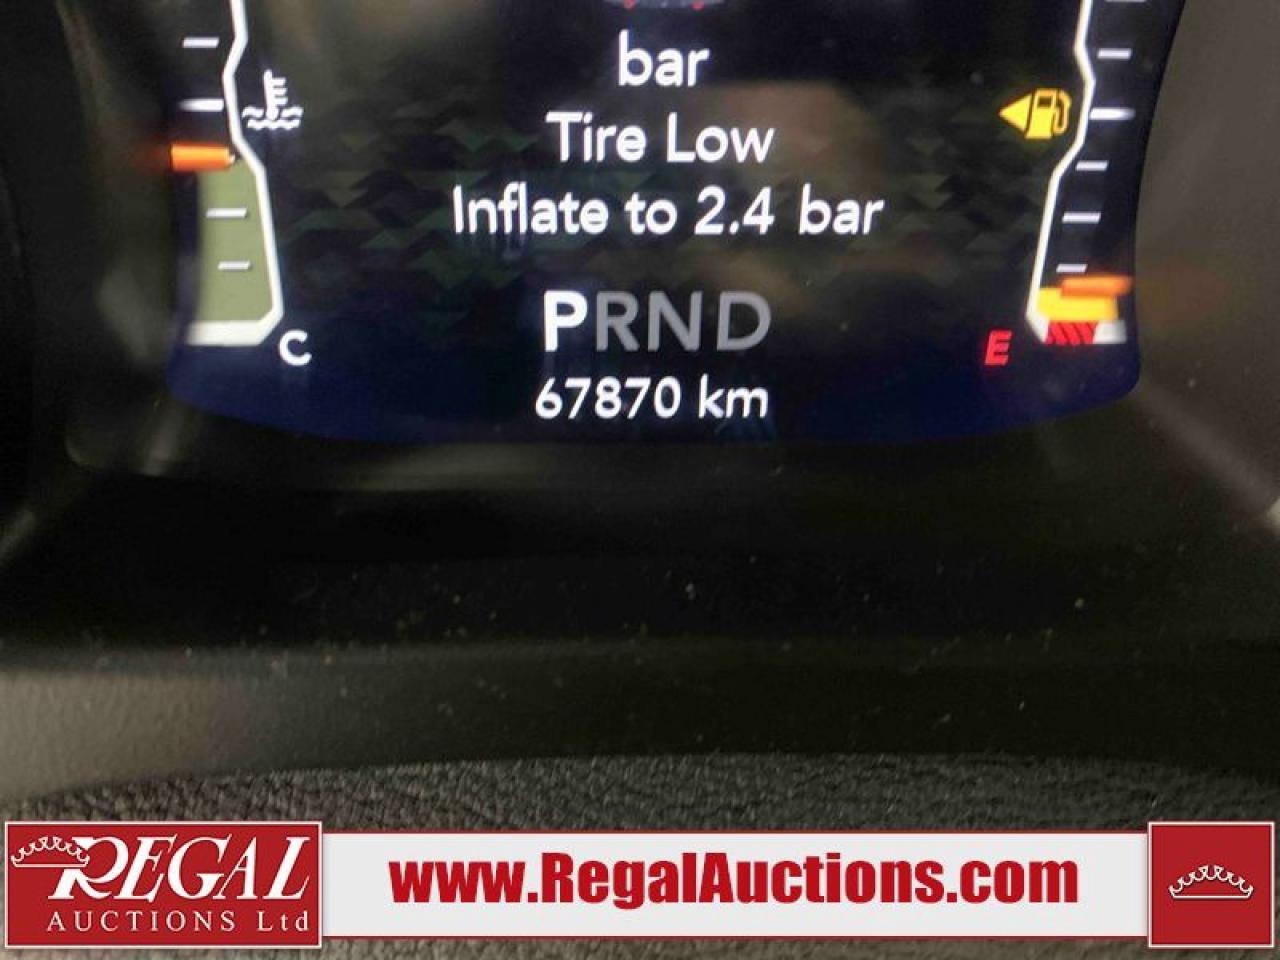 bar
Tire Low
Inflate to 2.4 bar
PRND
C
E
67870 km
REGAL
AUCTIONS Ltd
www.RegalAuctions.com